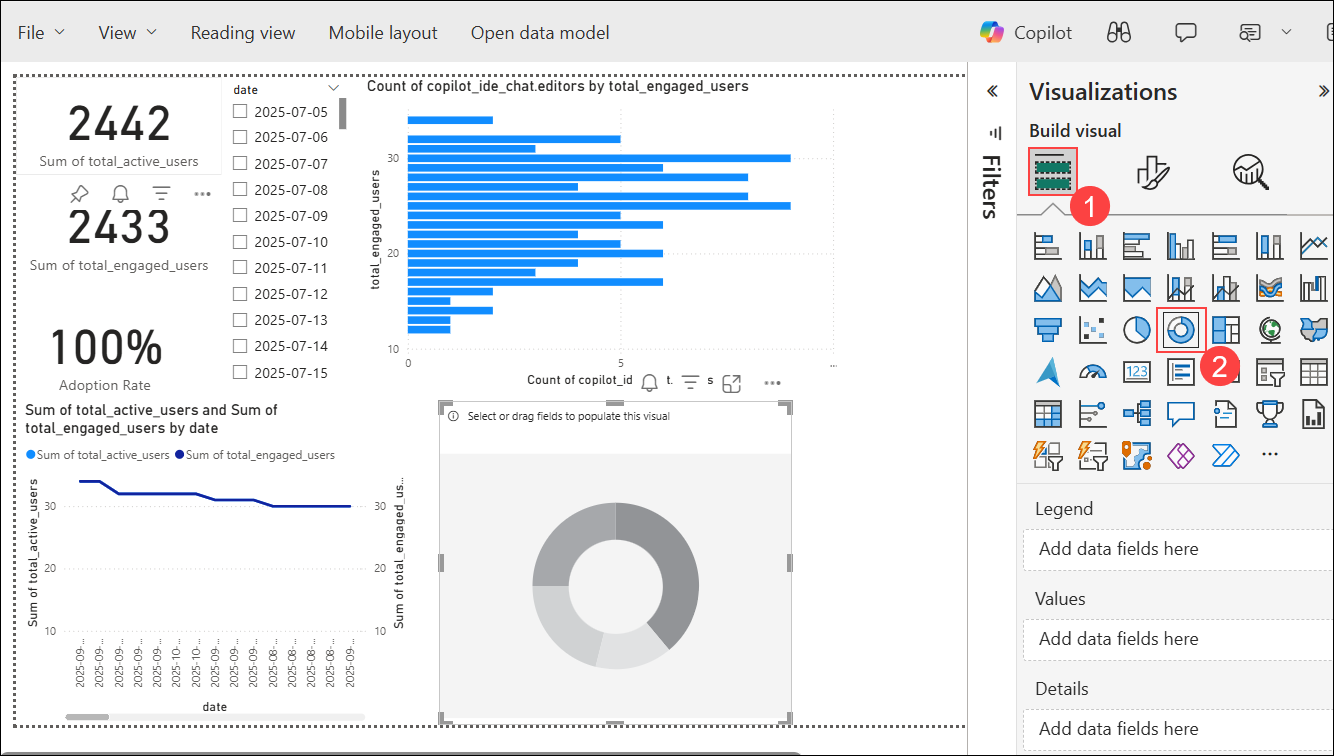 File
View
Reading view
Mobile layout
Open data model
Copilot
2442
Sum of total_active_users
2433
Sum of total_engaged_users
100%
Adoption Rate
date
2025-07-05
2025-07-06
2025-07-07
2025-07-08
2025-07-09
2025-07-10
2025-07-11
2025-07-12
2025-07-13
2025-07-14
2025-07-15
Count of copilot_ide_chat.editors by total_engaged_users
total_engaged_users
30
20
10
0
5
...
Count of copilot_id
t.
s
Sum of total_active_users and Sum of
total_engaged_users by date
Sum of total_active_users
Sum of total_engaged_users
Sum of total_active_users
30
20
10
30
20
10
Sum of total_engaged_us...
2025-09-...
2025-09-...
2025-09-...
2025-09-...
2025-09-...
2025-10-...
2025-10-...
2025-09-...
2025-09-...
2025-09-...
2025-08-...
2025-08-...
2025-08-...
2025-08-...
2025-09-...
date
Select or drag fields to populate this visual
Filters
Visualizations
Build visual
1
2
123
Legend
Add data fields here
Values
Add data fields here
Details
Add data fields here